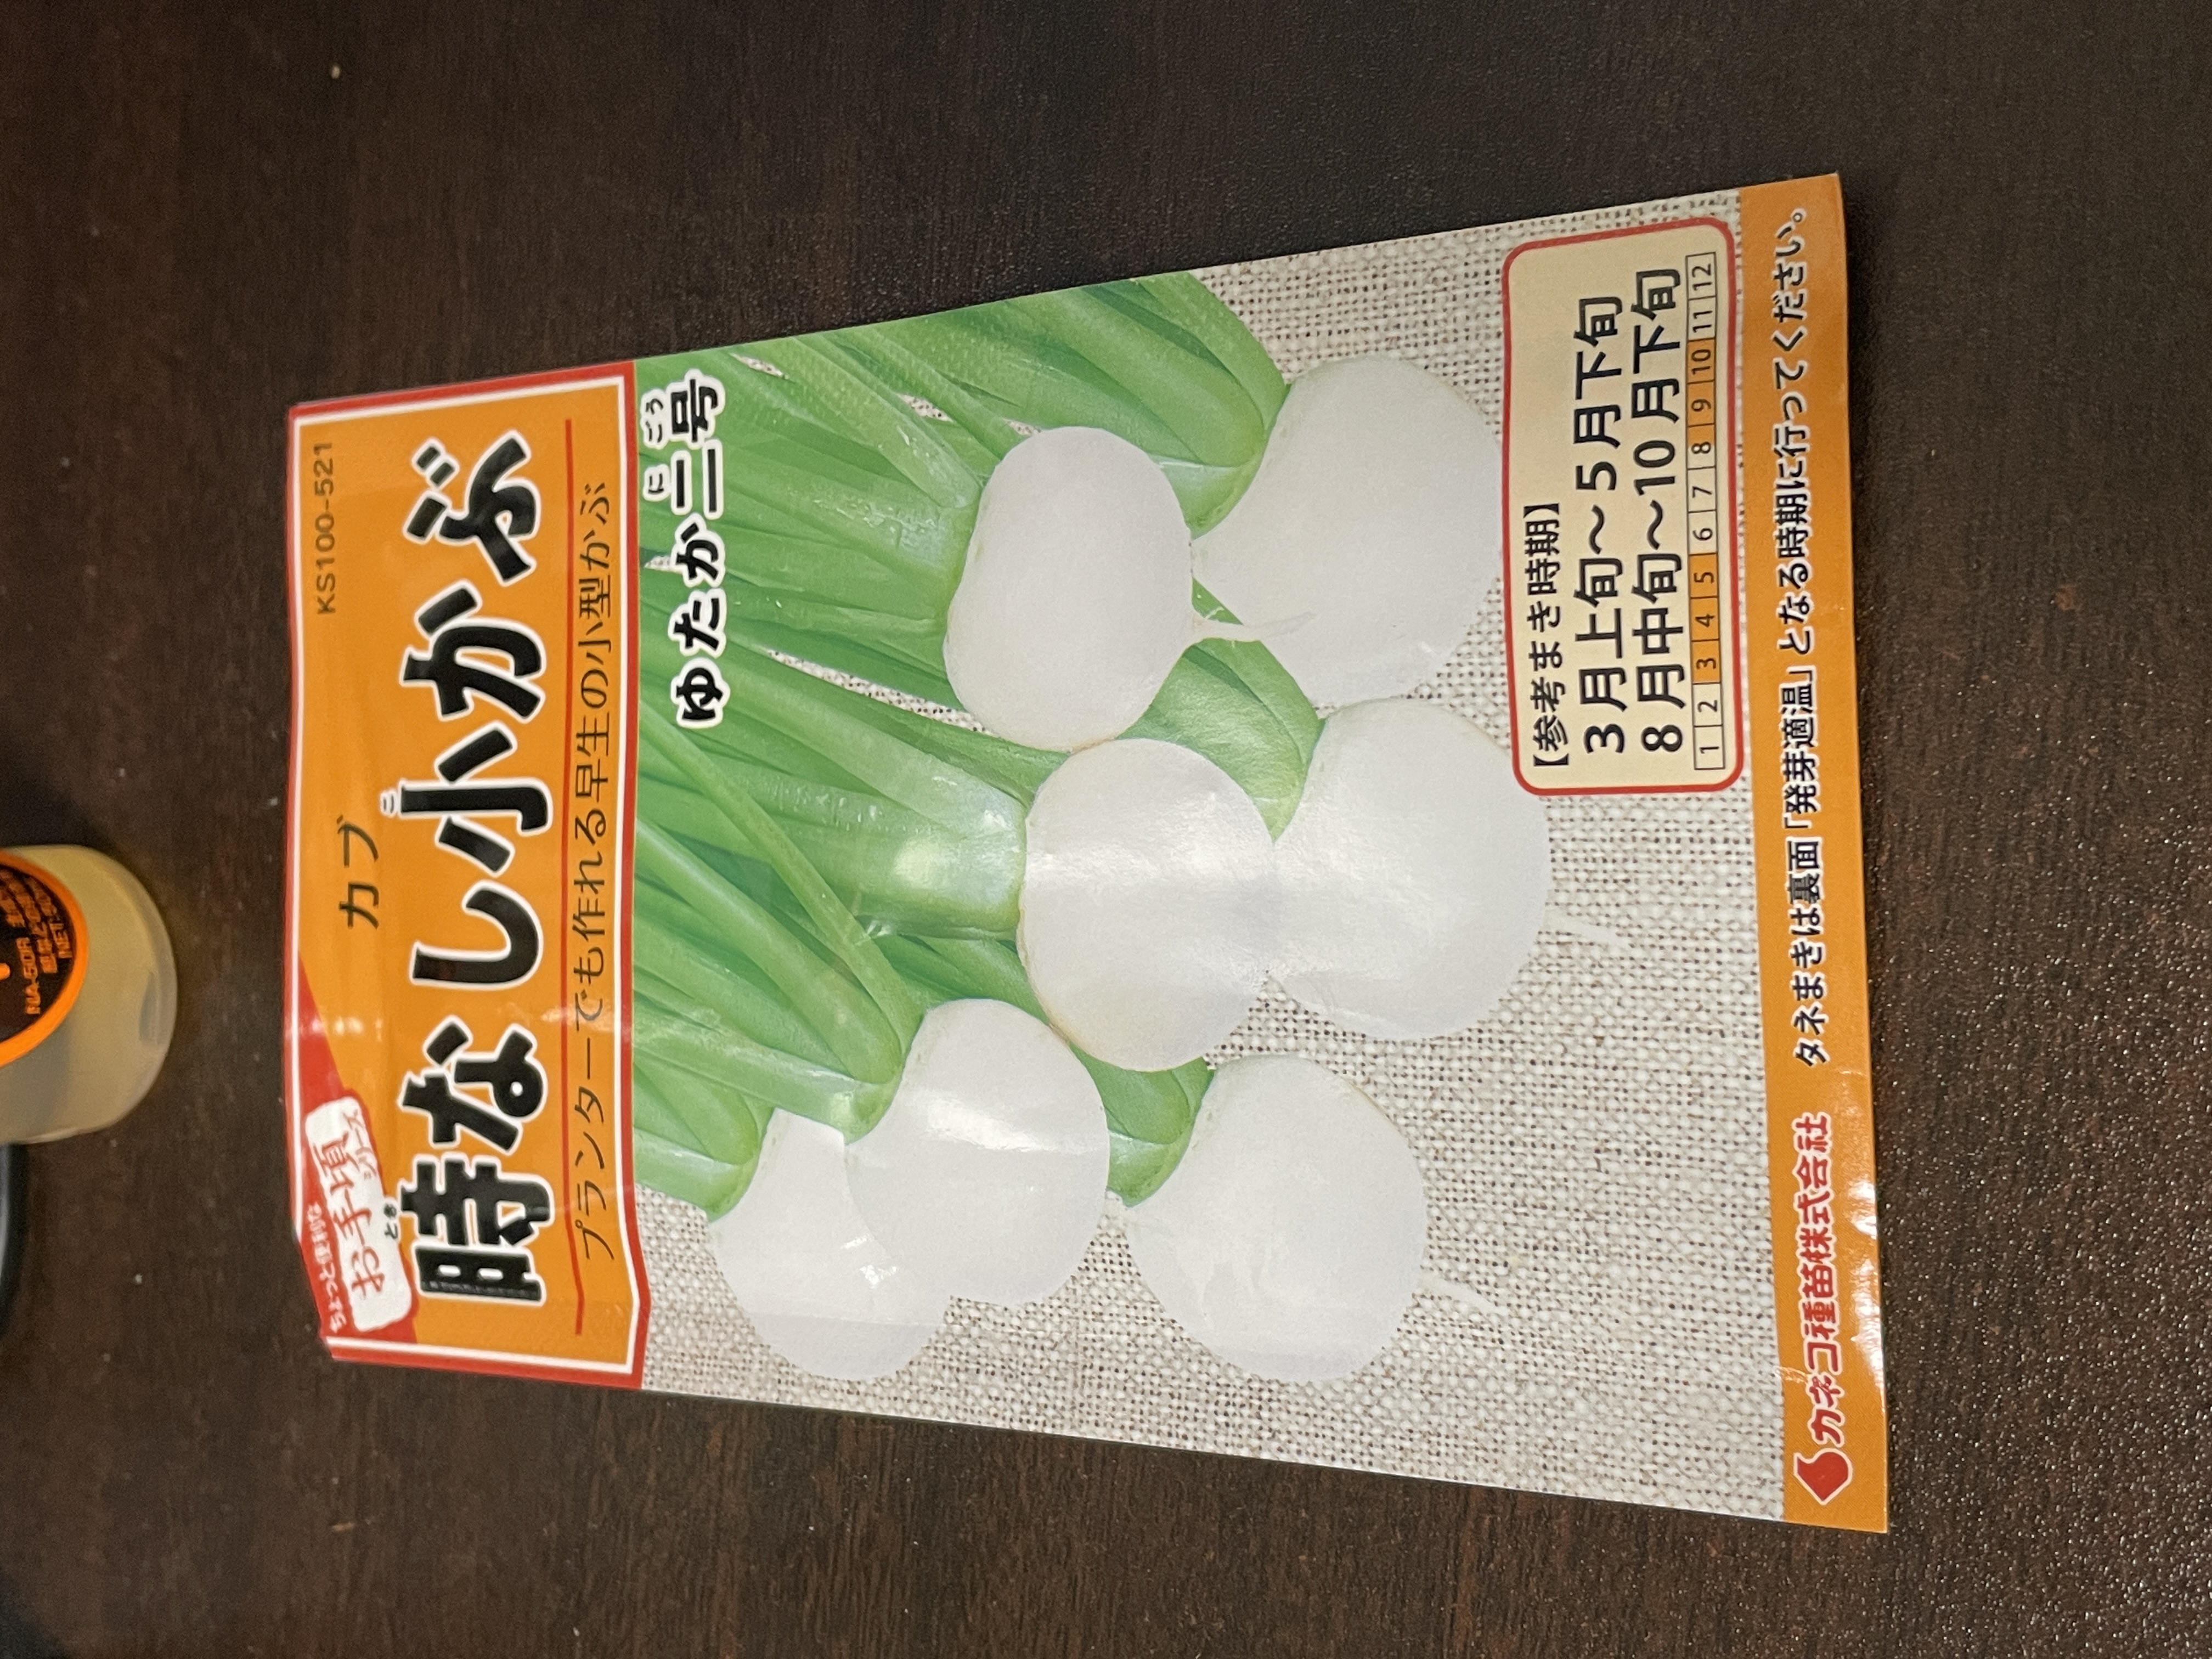 NA-50R
NET:50
ちょっと便利な
お手頃
シリーズ
KS100-521
カブ
とき こ
時なし小かぶ
プランターでも作れる早生の小型かぶ
に ごう
ゆたか二号
【参考まき時期】
3月上旬～5月下旬
8月中旬～10月下旬
1 2 3 4 5 6 7 8 9 10 11 12
カネコ種苗株式会社
タネまきは裏面「発芽適温」となる時期に行ってください。